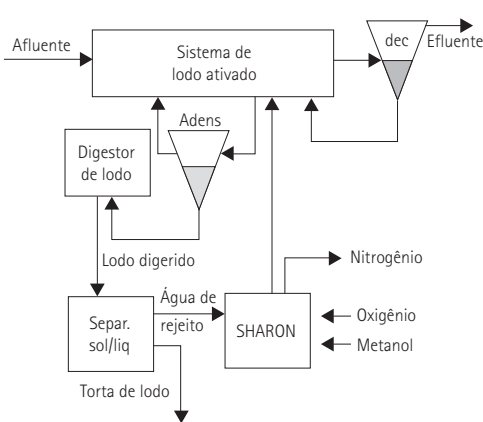 Afluente
Sistema de
lodo ativado
dec
Efluente
Adens
Digestor
de lodo
Lodo digerido
Nitrogênio
Água de
rejeito
Separ.
sol/liq
SHARON
Oxigênio
Metanol
Torta de lodo